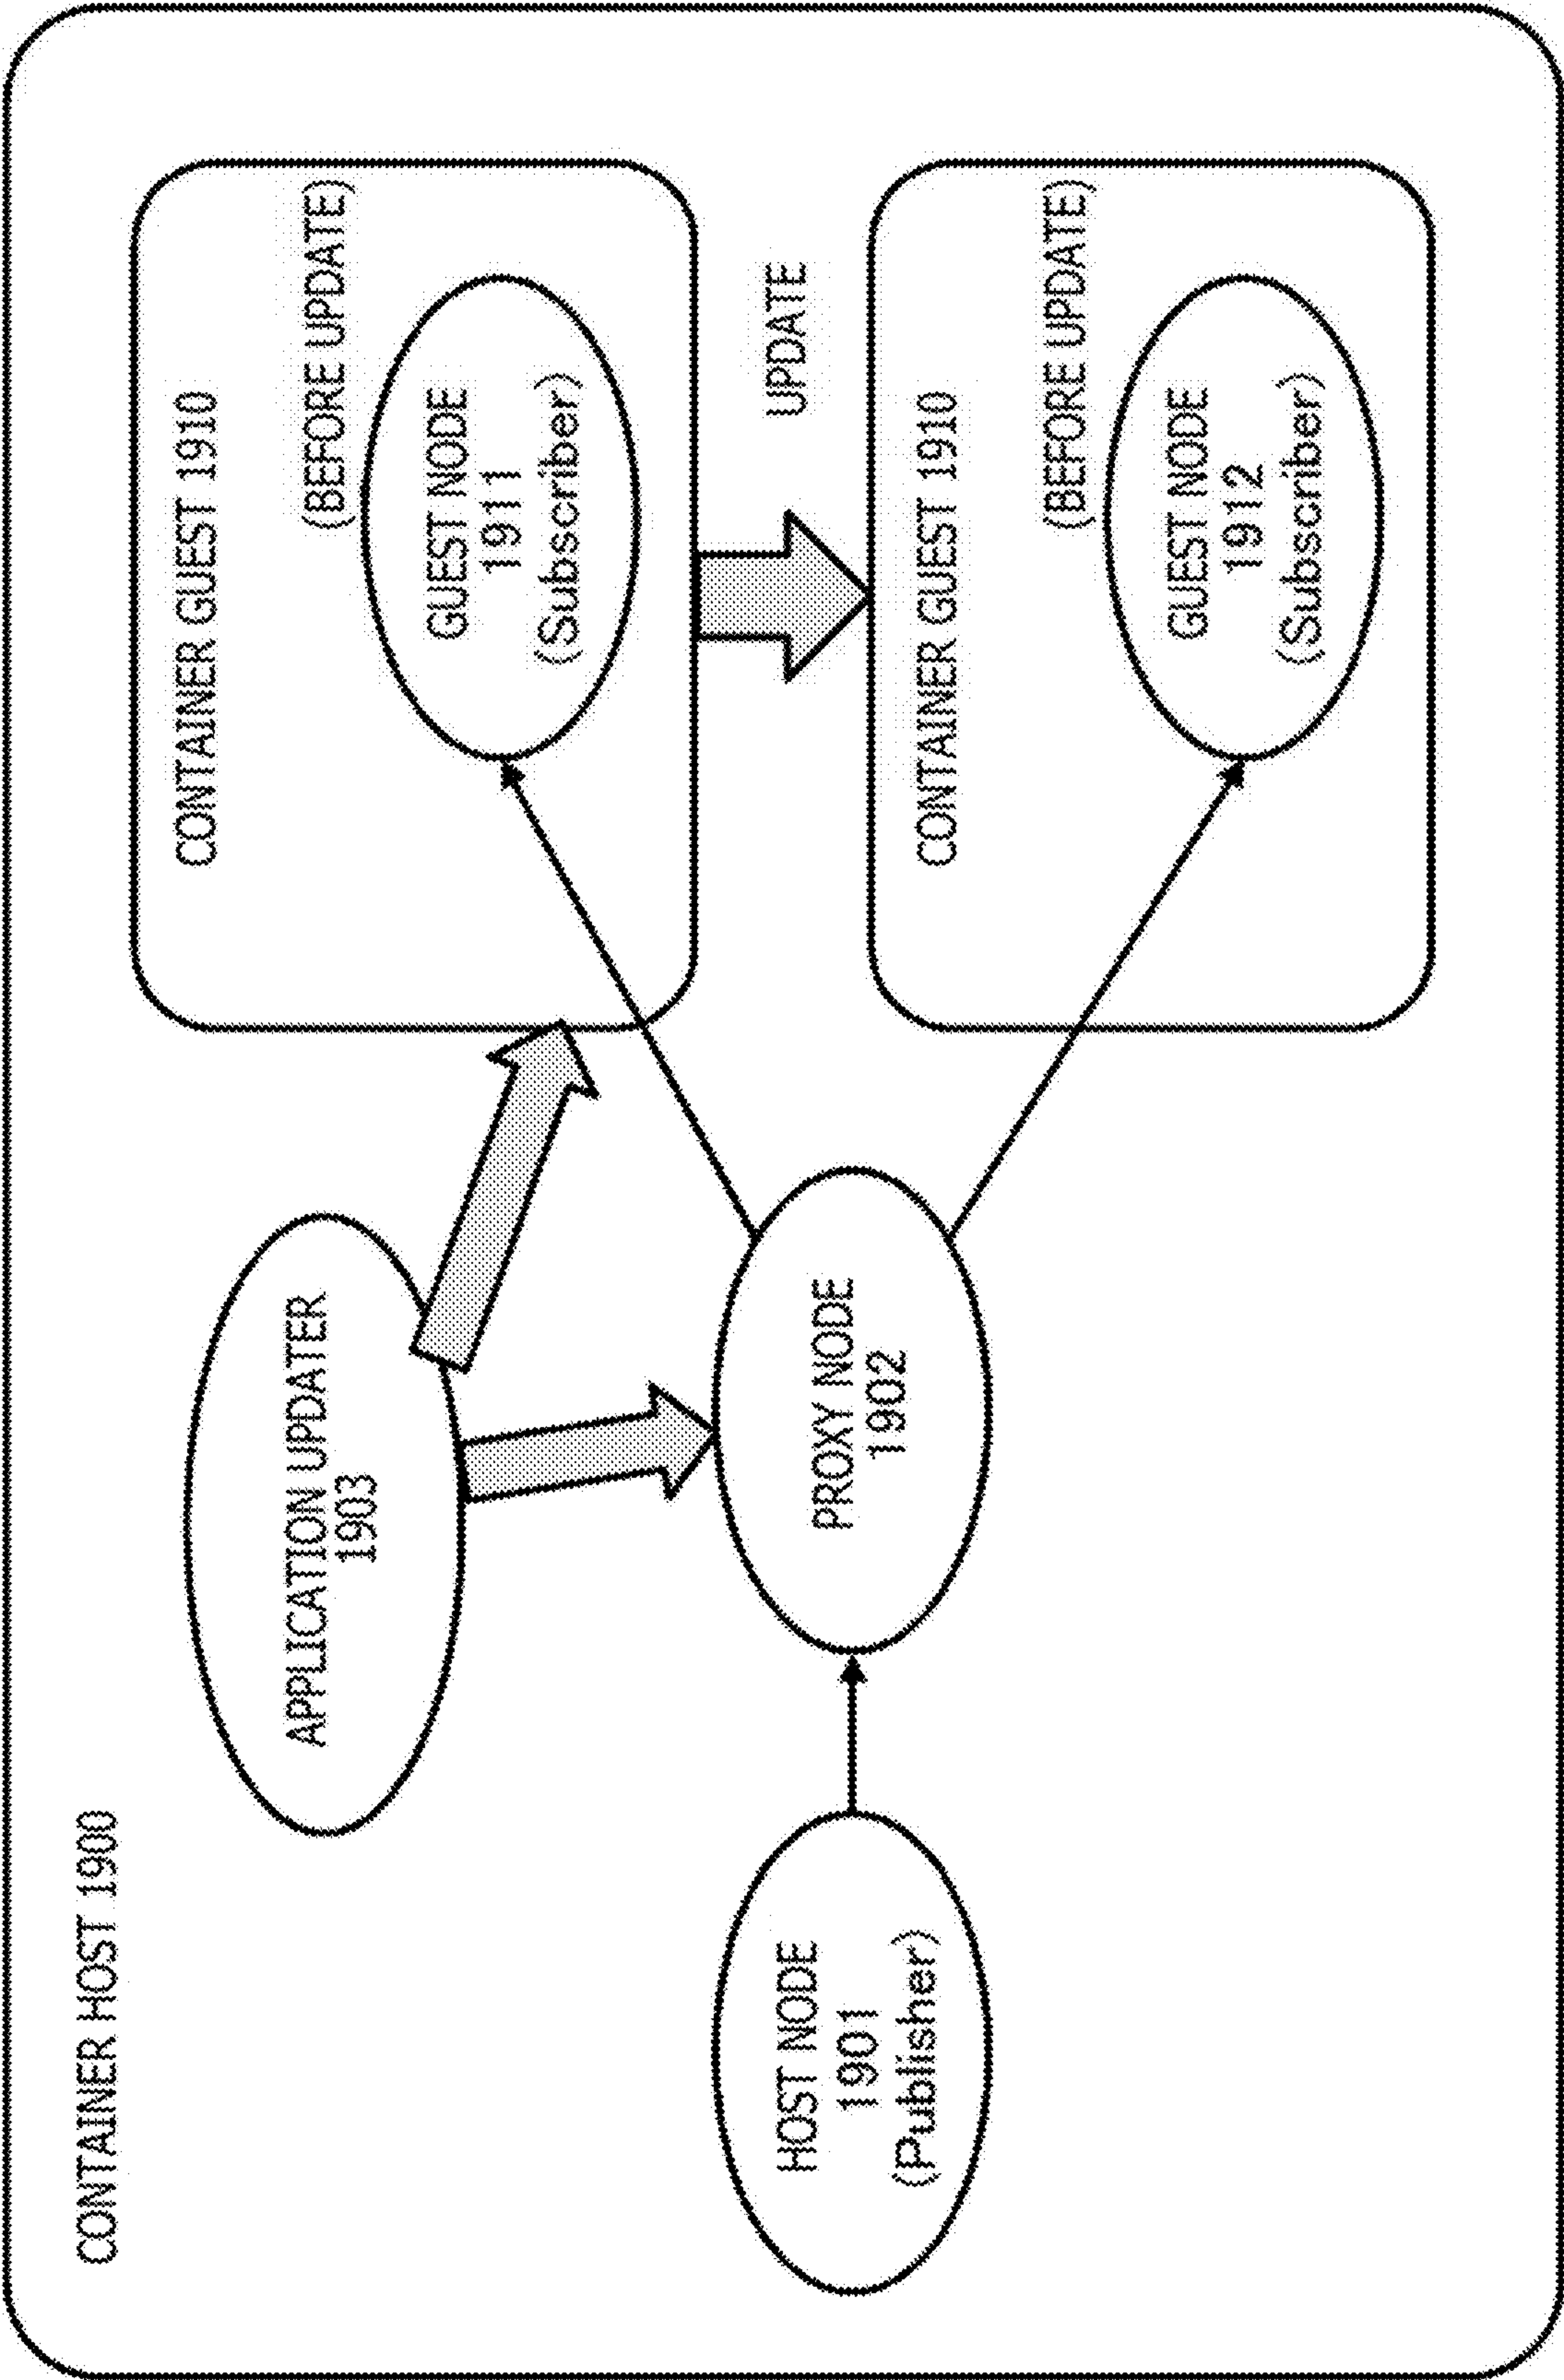 CONTAINER HOST 1900
APPLICATION UPDATER
1903
HOST NODE
1901
(Publisher)
PROXY NODE
1902
CONTAINER GUEST 1910
(BEFORE UPDATE)
GUEST NODE
1911
(Subscriber)
UPDATE
CONTAINER GUEST 1910
(BEFORE UPDATE)
GUEST NODE
1912
(Subscriber)